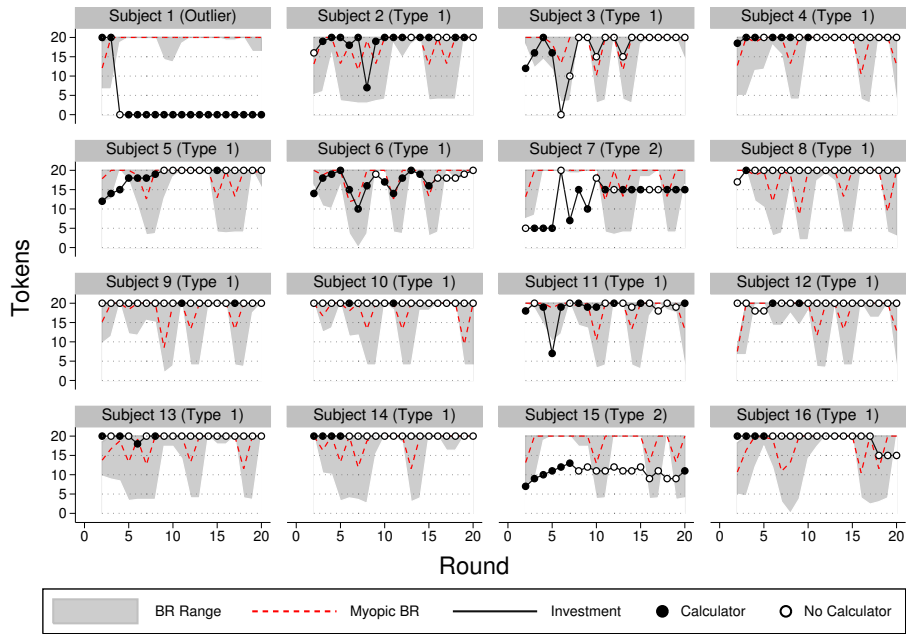 Subject 1 (Outlier) Subject 2 (Type 1) Subject 3 (Type 1) Subject 4 (Type 1)
20
15
10
5
0
Subject 5 (Type 1) Subject 6 (Type 1) Subject 7 (Type 2) Subject 8 (Type 1)
20
15
10
5
0
Subject 9 (Type 1) Subject 10 (Type 1) Subject 11 (Type 1) Subject 12 (Type 1)
20
15
10
5
0
Subject 13 (Type 1) Subject 14 (Type 1) Subject 15 (Type 2) Subject 16 (Type 1)
20
15
10
5
0
0 5 10 15 20 0 5 10 15 20 0 5 10 15 20 0 5 10 15 20
Tokens
Round
BR Range Myopic BR Investment Calculator No Calculator